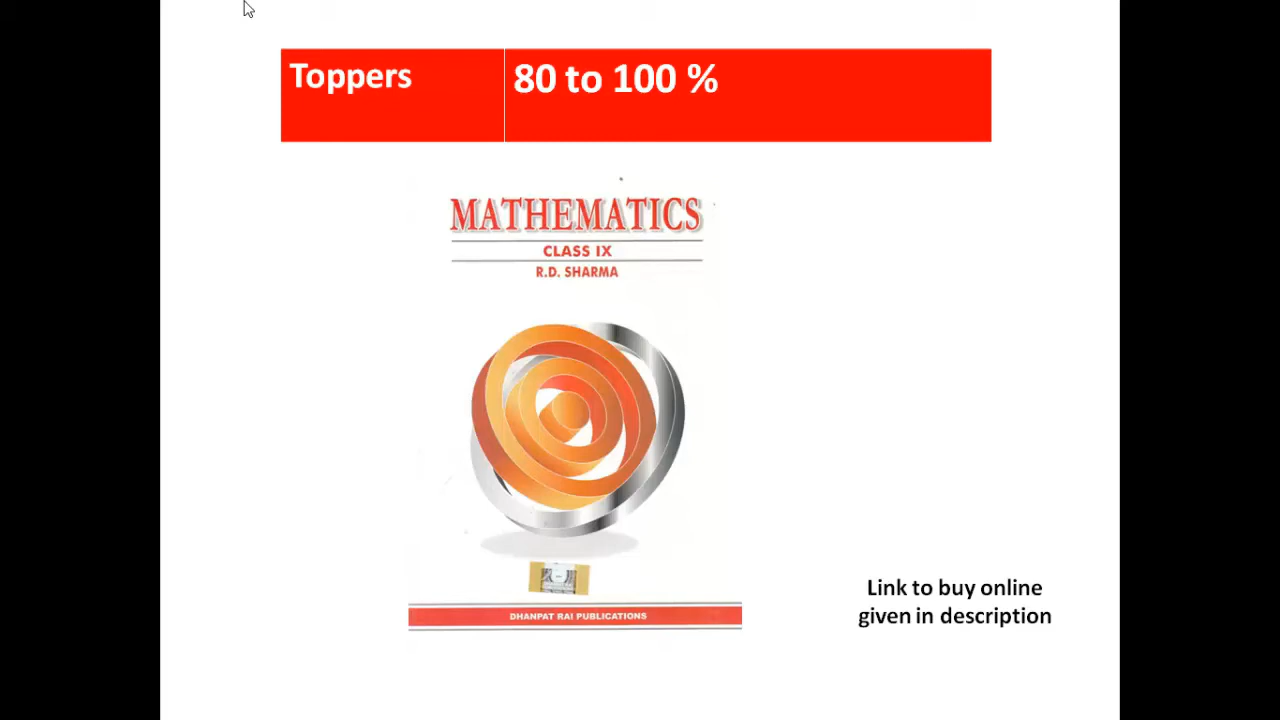 Toppers 80 to 100 %
MATHEMATICS
CLASS IX
R.D. SHARMA
DHANPAT RAI PUBLICATIONS
Link to buy online
given in description